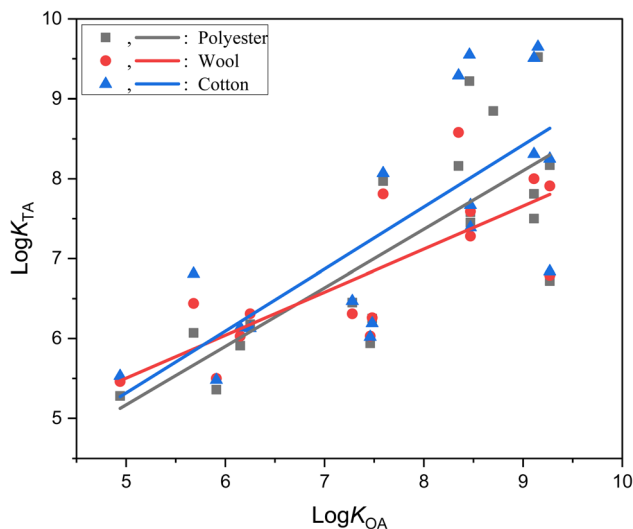 10
9
8
7
6
5
LogK_TA
, : Polyester
, : Wool
, : Cotton
5 6 7 8 9 10
LogK_OA